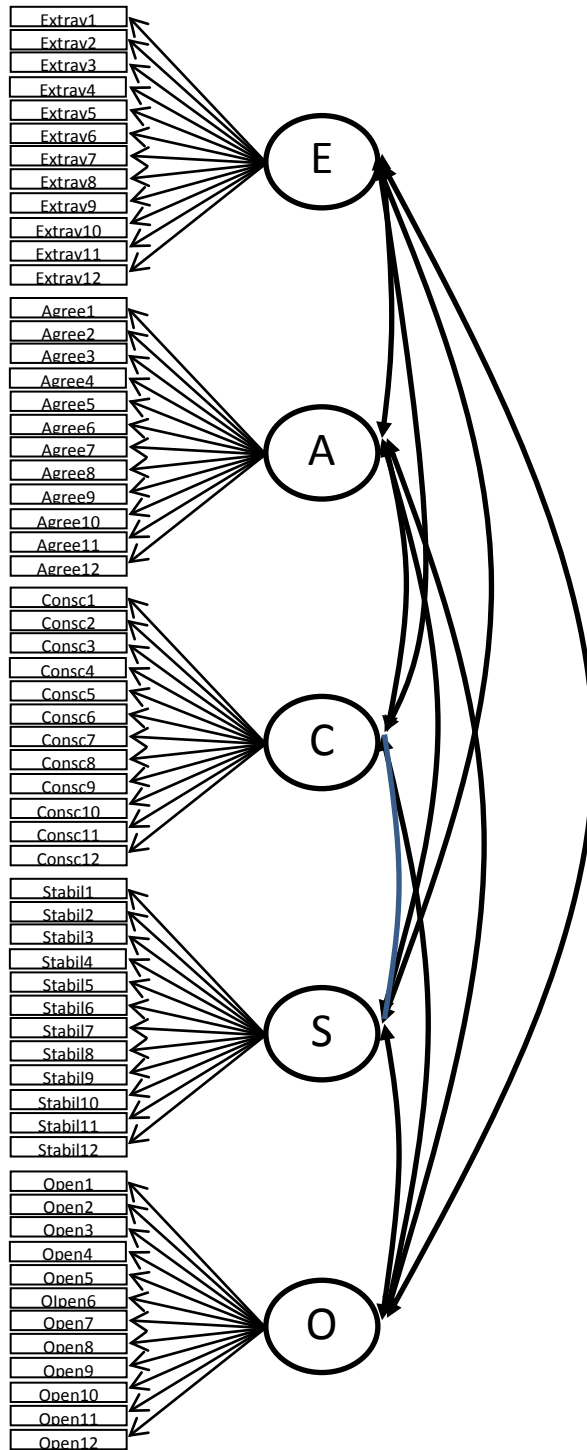 Extrav1
Extrav2
Extrav3
Extrav4
Extrav5
Extrav6
Extrav7
Extrav8
Extrav9
Extrav10
Extrav11
Extrav12
E
Agree1
Agree2
Agree3
Agree4
Agree5
Agree6
Agree7
Agree8
Agree9
Agree10
Agree11
Agree12
A
Consc1
Consc2
Consc3
Consc4
Consc5
Consc6
Consc7
Consc8
Consc9
Consc10
Consc11
Consc12
C
Stabil1
Stabil2
Stabil3
Stabil4
Stabil5
Stabil6
Stabil7
Stabil8
Stabil9
Stabil10
Stabil11
Stabil12
S
Open1
Open2
Open3
Open4
Open5
Olpen6
Open7
Open8
Open9
Open10
Open11
Open12
O